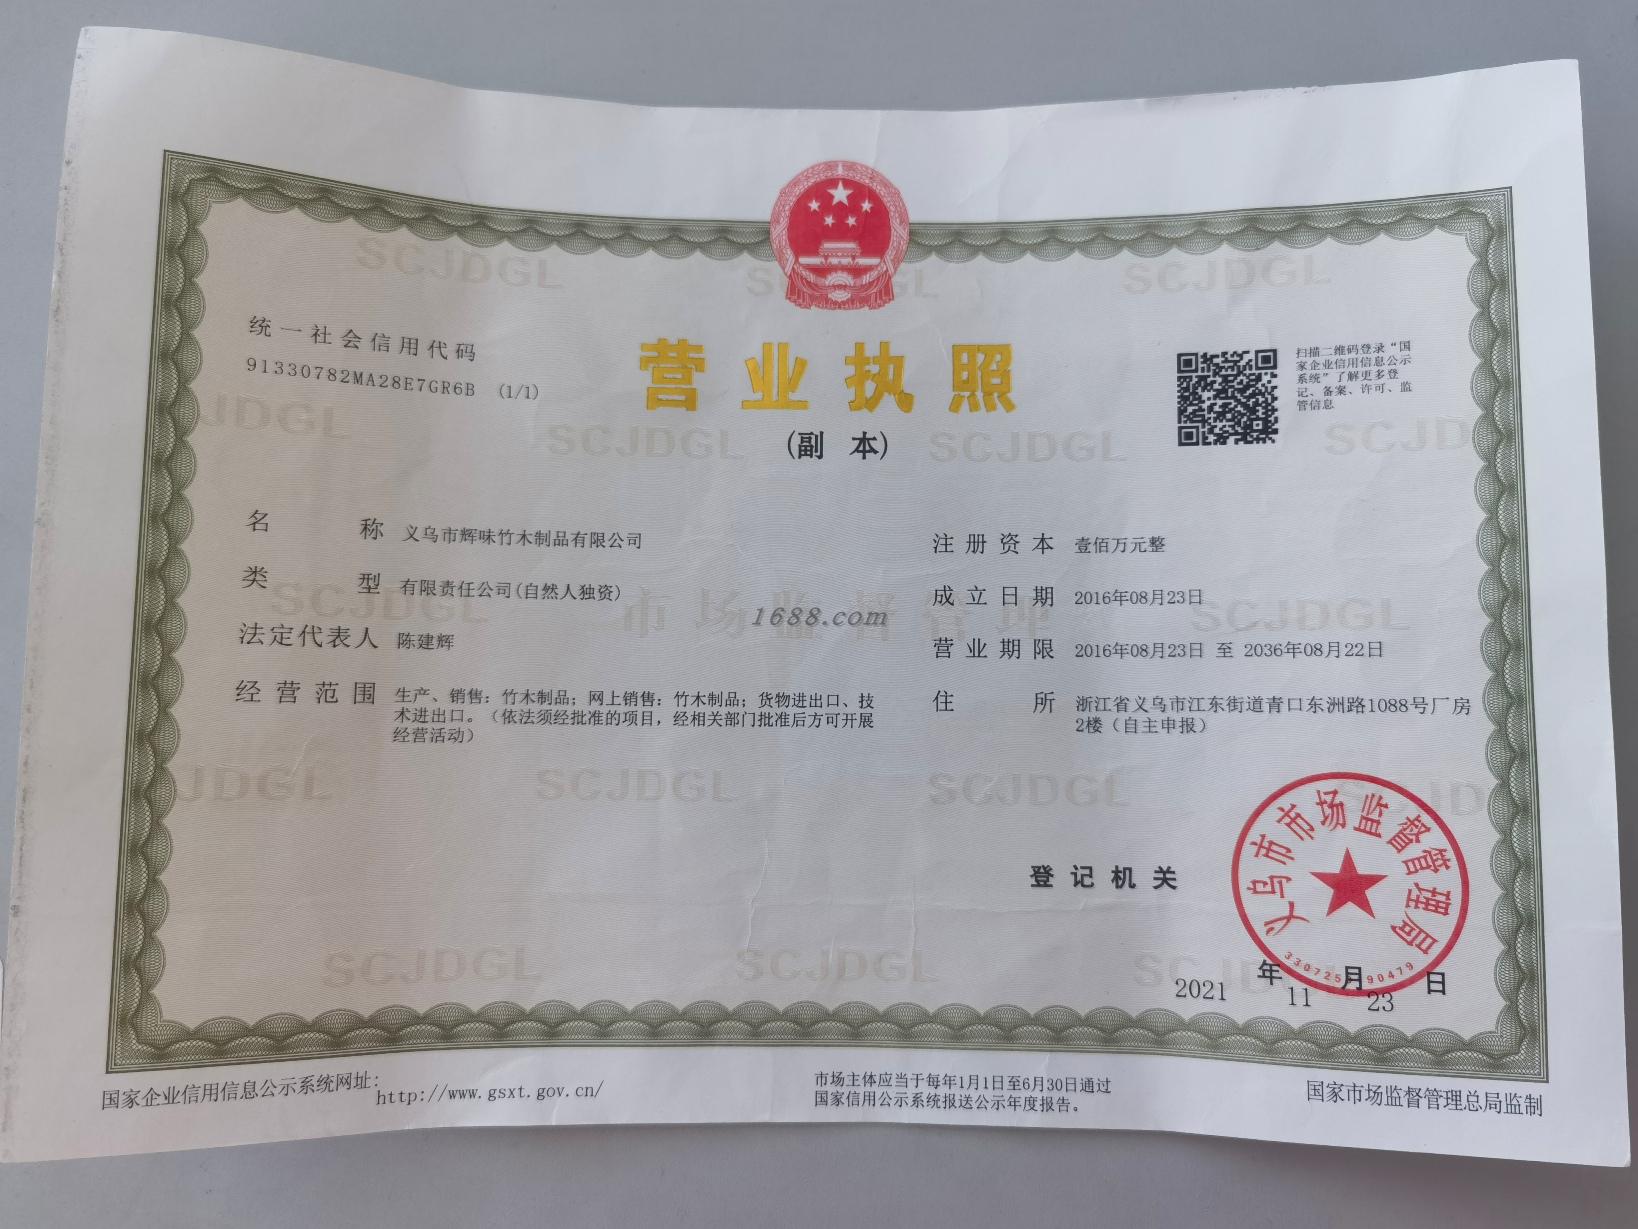 统一社会信用代码
91330782MA28E7GR6B (1/1)
营业执照
(副 本)
扫描二维码登录“国
家企业信用信息公示
系统”了解更多登
记、备案、许可、监
管信息
名称 义乌市辉味竹木制品有限公司
类型 有限责任公司(自然人独资)
法定代表人 陈建辉
经营范围 生产、销售：竹木制品；网上销售：竹木制品；货物进出口、技
术进出口。（依法须经批准的项目，经相关部门批准后方可开展
经营活动）
注册资本 壹佰万元整
成立日期 2016年08月23日
营业期限 2016年08月23日 至 2036年08月22日
住所 浙江省义乌市江东街道青口东洲路1088号厂房
2楼（自主申报）
市场监督管理
1688.com
SCJDGL
登记机关
义乌市市场监督管理局
2021年11月23日
国家企业信用信息公示系统网址：
http://www.gsxt.gov.cn/
市场主体应当于每年1月1日至6月30日通过
国家信用公示系统报送公示年度报告。
国家市场监督管理总局监制